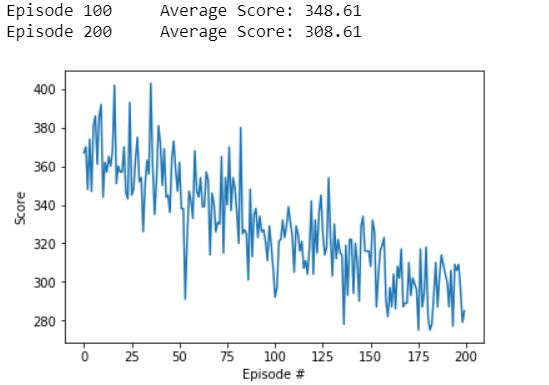 Episode 100 Average Score: 348.61
Episode 200 Average Score: 308.61
400
380
360
340
320
300
280
Score
0 25 50 75 100 125 150 175 200
Episode #